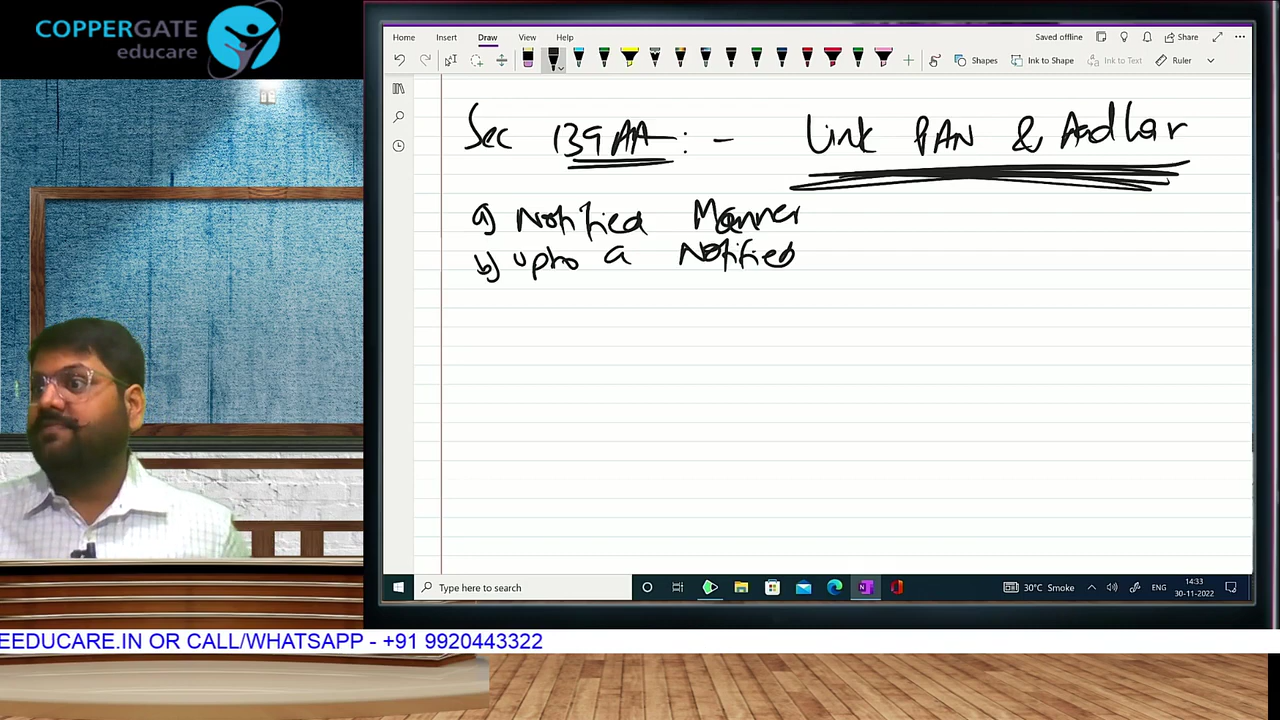 COPPERGATE
educare
Home Insert Draw View Help
Saved offline
Share
Shapes
Ink to Shape
Ink to Text
Ruler
Sec 139AA :- Link PAN & Aadhar
a) Notified Manner
b) upto a Notified
Type here to search
30°C Smoke
ENG
14:33
30-11-2022
EEDUCARE.IN OR CALL/WHATSAPP - +91 9920443322